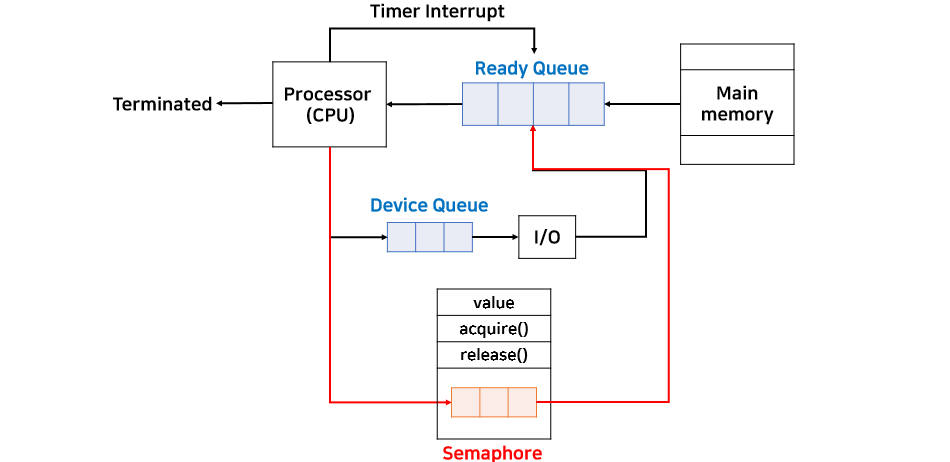 Timer Interrupt
Ready Queue
Processor
(CPU)
Terminated
Main
memory
Device Queue
I/O
value
acquire()
release()
Semaphore